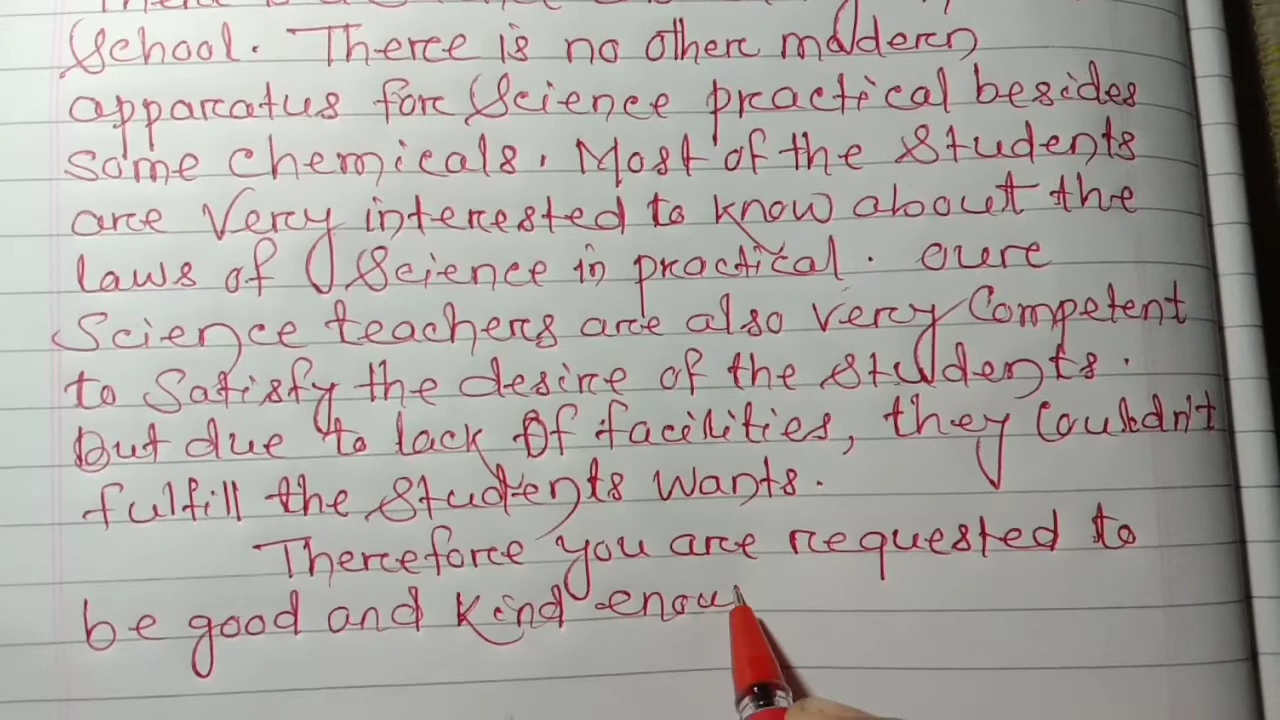 School. There is no other modern
apparatus for Science practical besides
some chemicals. Most of the students
are very interested to know about the
laws of Science in practical. our
Science teachers are also very competent
to satisfy the desire of the students.
but due to lack of facilities, they couldn't
fulfill the students wants.
Therefore you are requested to
be good and kind enou